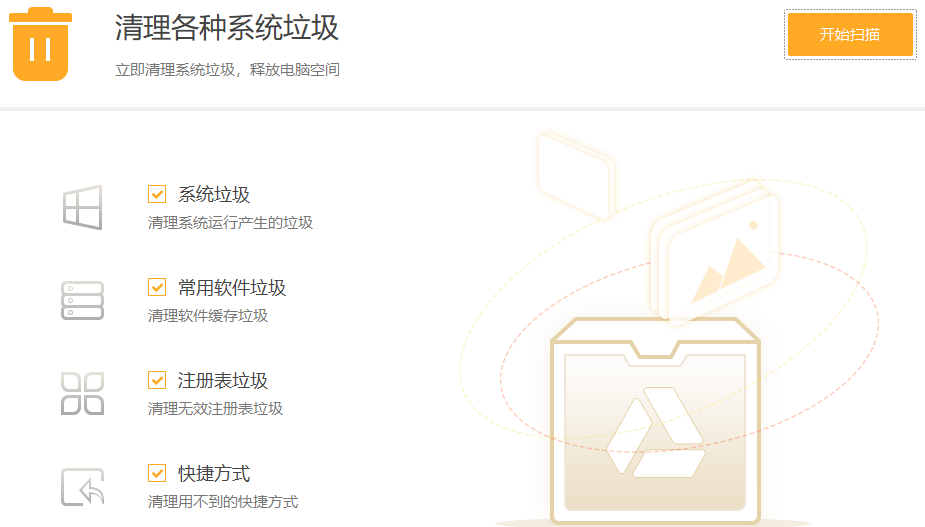 清理各种系统垃圾
立即清理系统垃圾，释放电脑空间
开始扫描
系统垃圾
清理系统运行产生的垃圾
常用软件垃圾
清理软件缓存垃圾
注册表垃圾
清理无效注册表垃圾
快捷方式
清理用不到的快捷方式